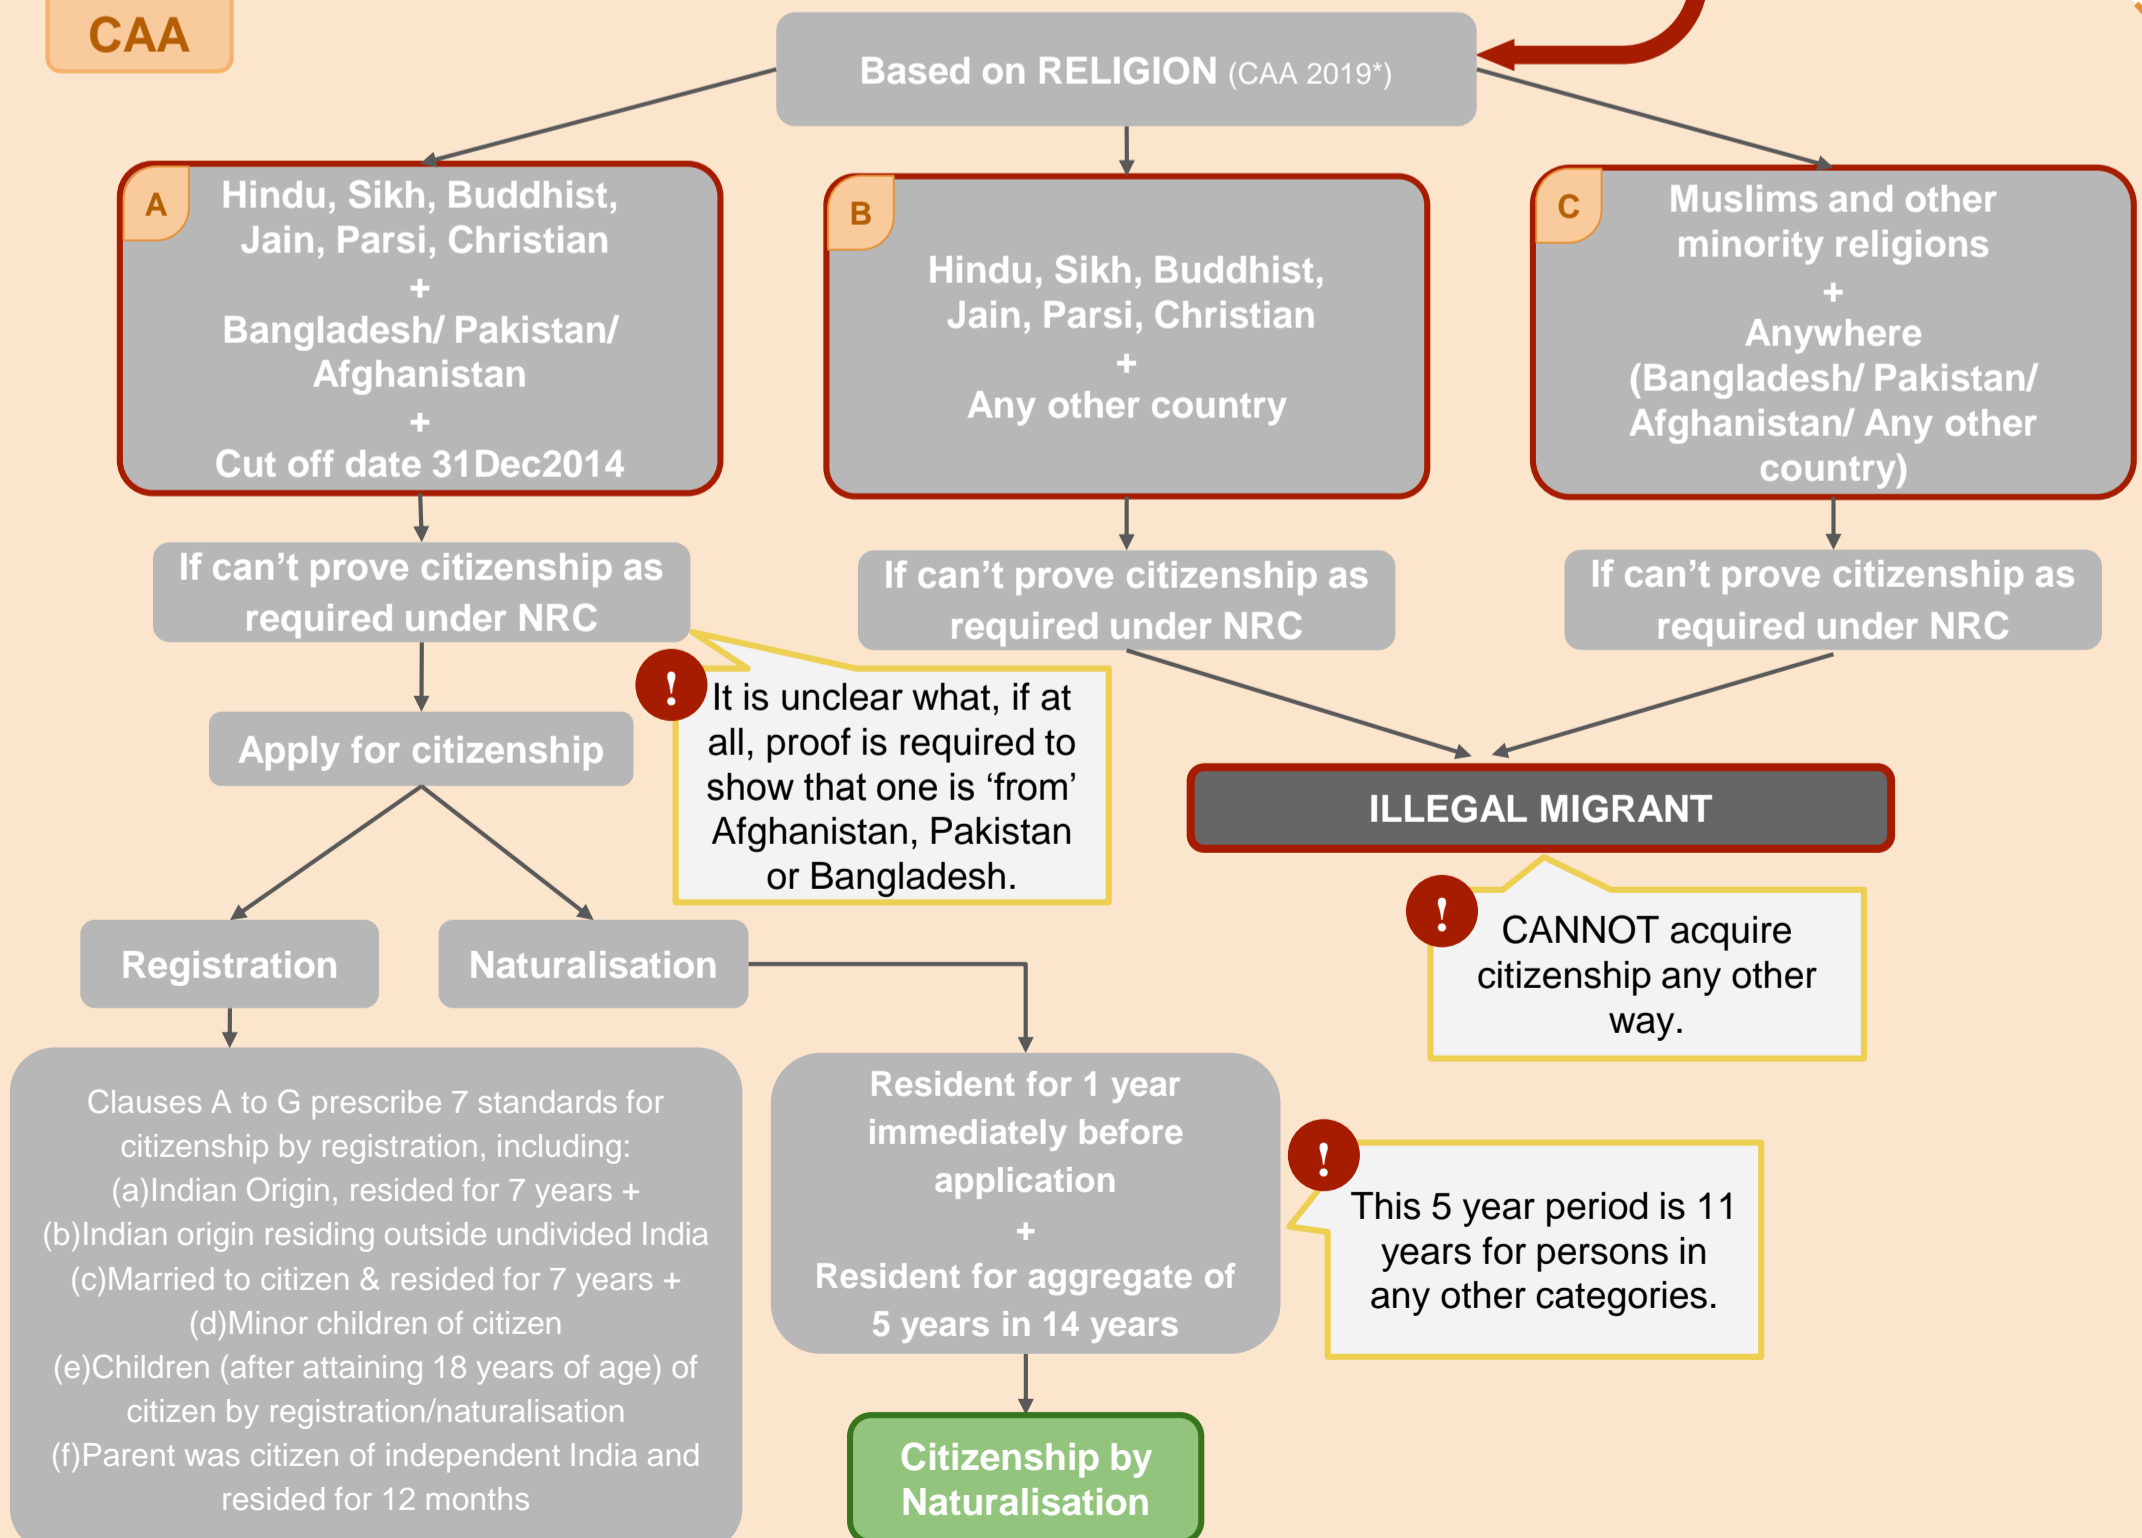 CAA
Based on RELIGION (CAA 2019*)
A
Hindu, Sikh, Buddhist,
Jain, Parsi, Christian
+
Bangladesh/ Pakistan/
Afghanistan
+
Cut off date 31Dec2014
B
Hindu, Sikh, Buddhist,
Jain, Parsi, Christian
+
Any other country
C
Muslims and other
minority religions
+
Anywhere
(Bangladesh/ Pakistan/
Afghanistan/ Any other
country)
If can’t prove citizenship as
required under NRC
If can’t prove citizenship as
required under NRC
If can’t prove citizenship as
required under NRC
!
It is unclear what, if at
all, proof is required to
show that one is ‘from’
Afghanistan, Pakistan
or Bangladesh.
Apply for citizenship
ILLEGAL MIGRANT
!
CANNOT acquire
citizenship any other
way.
Registration
Naturalisation
Clauses A to G prescribe 7 standards for
citizenship by registration, including:
(a)Indian Origin, resided for 7 years +
(b)Indian origin residing outside undivided India
(c)Married to citizen & resided for 7 years +
(d)Minor children of citizen
(e)Children (after attaining 18 years of age) of
citizen by registration/naturalisation
(f)Parent was citizen of independent India and
resided for 12 months
Resident for 1 year
immediately before
application
+
Resident for aggregate of
5 years in 14 years
!
This 5 year period is 11
years for persons in
any other categories.
Citizenship by
Naturalisation